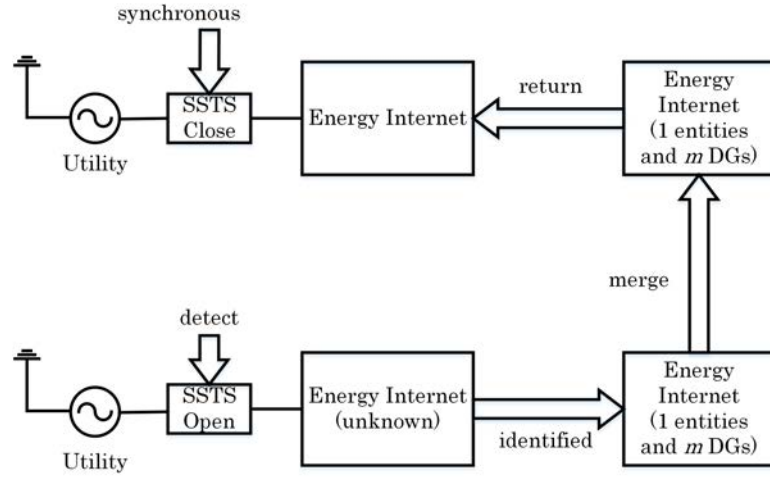 synchronous
SSTS
Close
Utility
Energy Internet
return
Energy
Internet
(1 entities
and m DGs)
merge
detect
SSTS
Open
Utility
Energy Internet
(unknown)
identified
Energy
Internet
(1 entities
and m DGs)